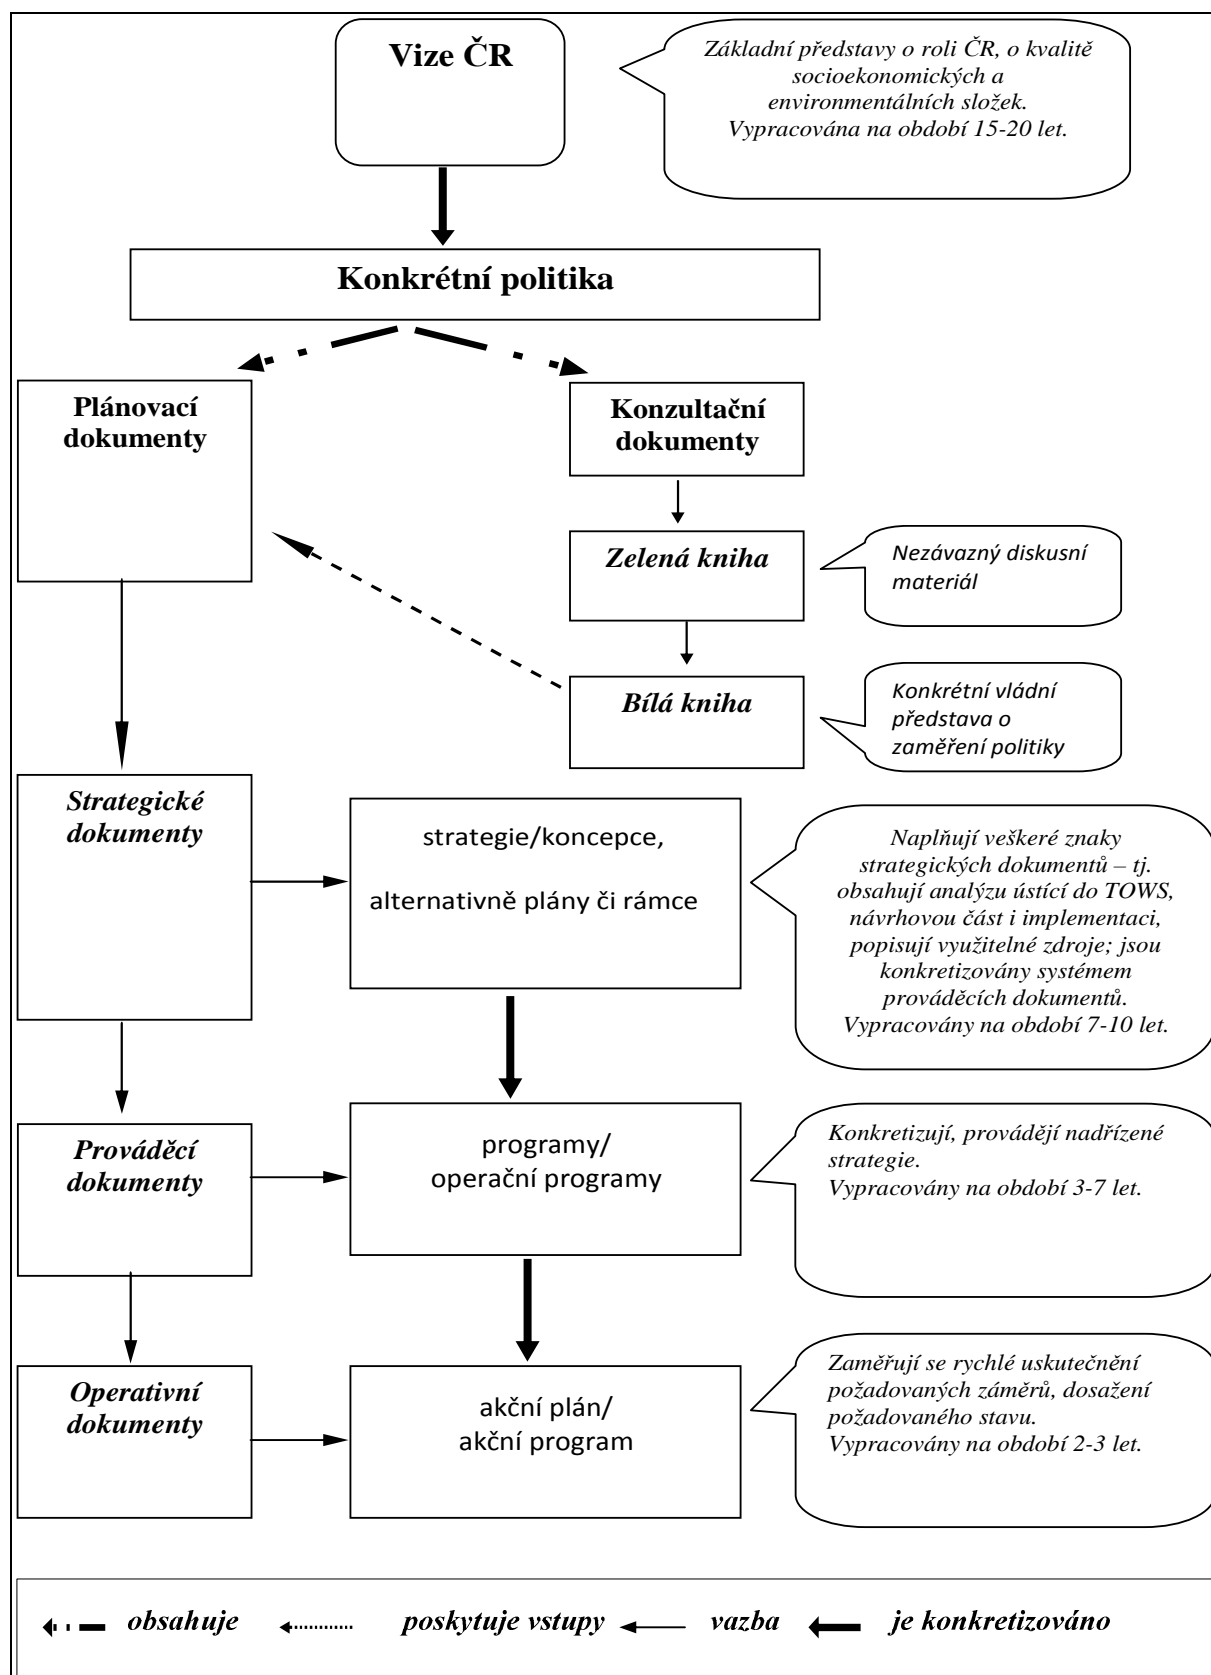 Vize ČR
Základní představy o roli ČR, o kvalitě
socioekonomických a
environmentálních složek.
Vypracována na období 15-20 let.
Konkrétní politika
Plánovací
dokumenty
Konzultační
dokumenty
Zelená kniha
Nezávazný diskusní
materiál
Bílá kniha
Konkrétní vládní
představa o
zaměření politiky
Strategické
dokumenty
strategie/koncepce,
alternativně plány či rámce
Naplňují veškeré znaky
strategických dokumentů – tj.
obsahují analýzu ústící do TOWS,
návrhovou část i implementaci,
popisují využitelné zdroje; jsou
konkretizovány systémem
prováděcích dokumentů.
Vypracovány na období 7-10 let.
Prováděcí
dokumenty
programy/
operační programy
Konkretizují, provádějí nadřízené
strategie.
Vypracovány na období 3-7 let.
Operativní
dokumenty
akční plán/
akční program
Zaměřují se rychlé uskutečnění
požadovaných záměrů, dosažení
požadovaného stavu.
Vypracovány na období 2-3 let.
obsahuje poskytuje vstupy vazba je konkretizováno